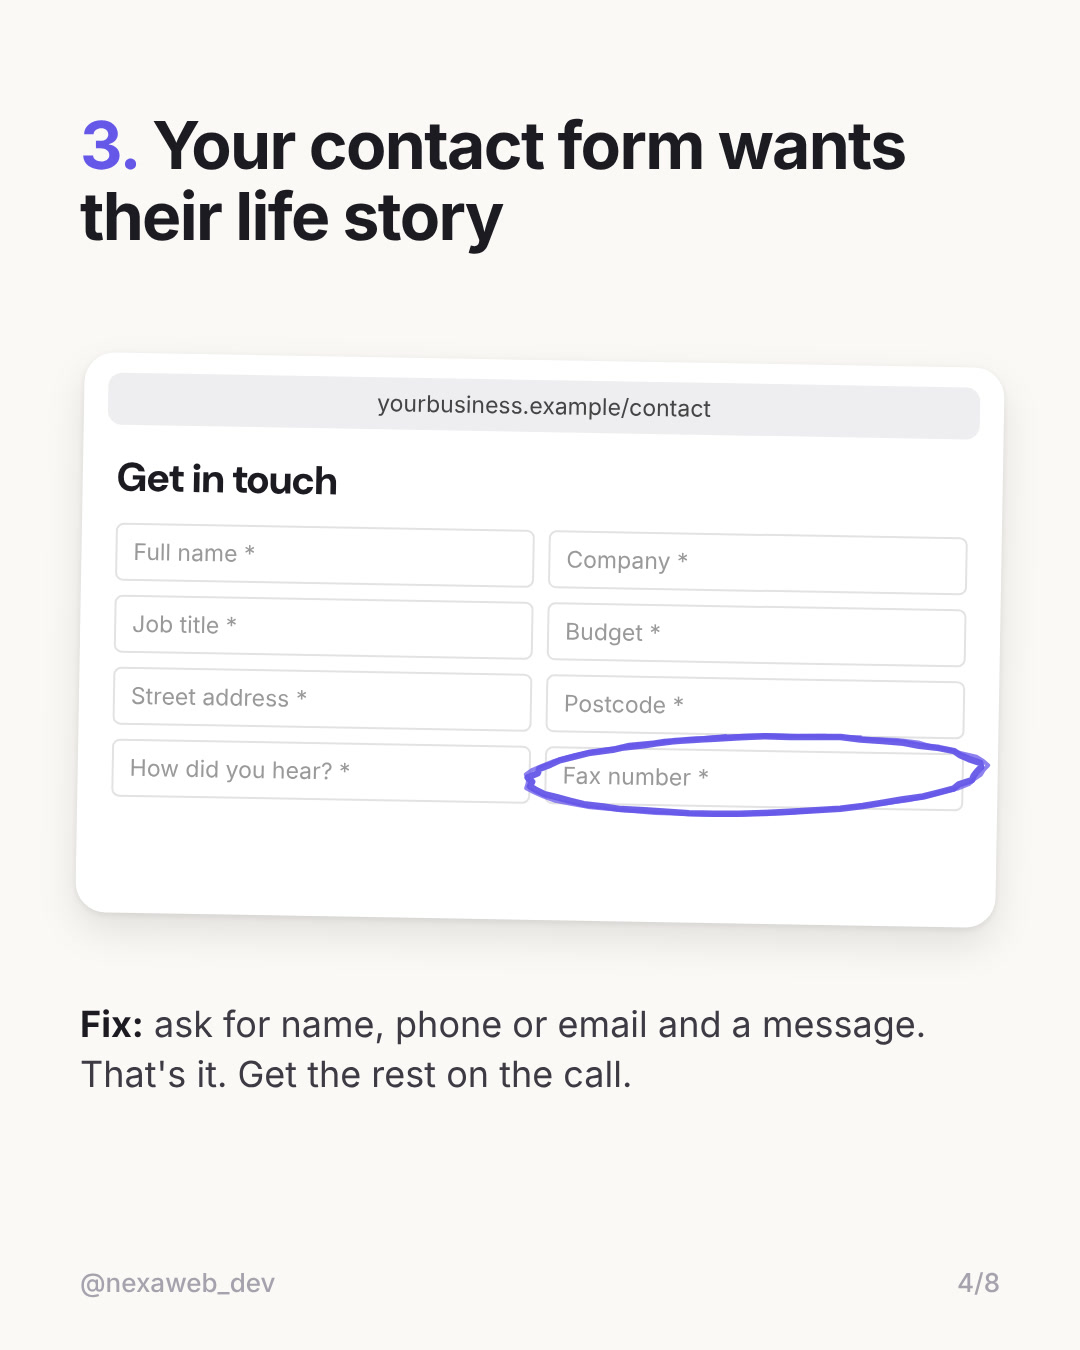 3. Your contact form wants
their life story
yourbusiness.example/contact
Get in touch
Full name *
Company *
Job title *
Budget *
Street address *
Postcode *
How did you hear? *
Fax number *
Fix: ask for name, phone or email and a message.
That's it. Get the rest on the call.
@nexaweb_dev
4/8